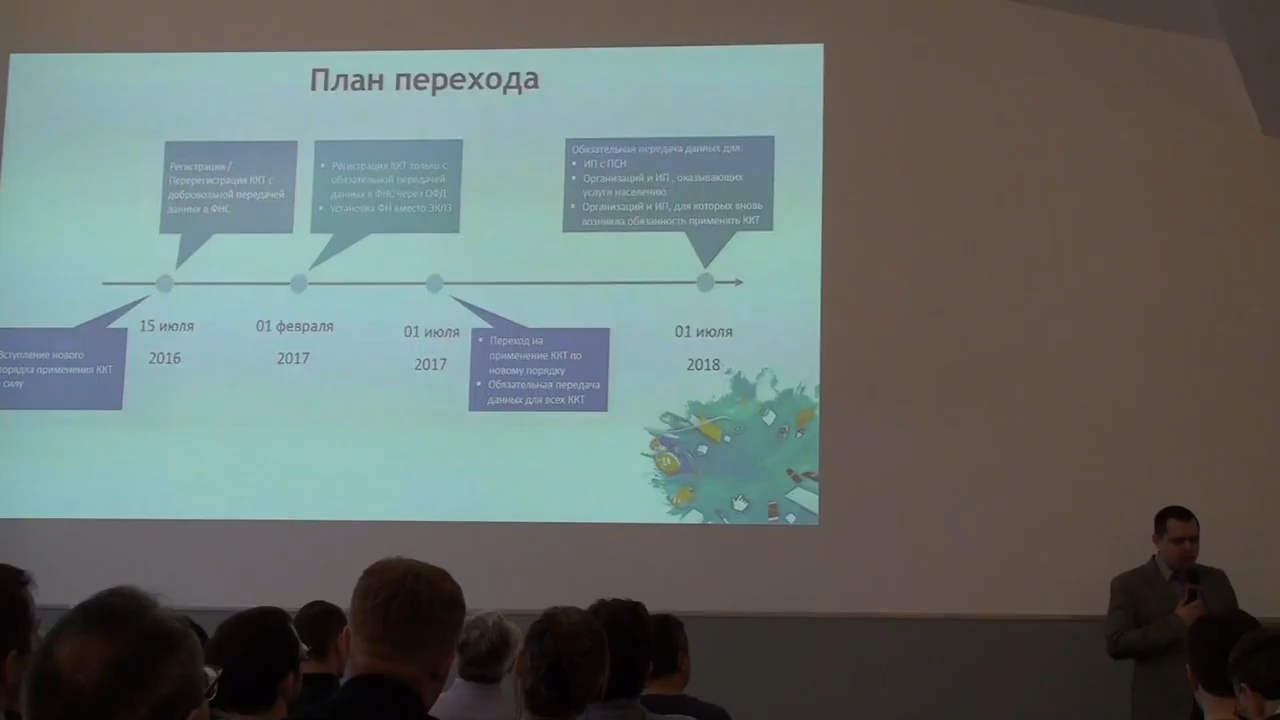 План перехода
Регистрация /
Перерегистрация ККТ с
добровольной передачей
данных в ФНС
• Регистрация ККТ только с
обязательной передачей
данных в ФНС через ОФД
• Установка ФН вместо ЭКЛЗ
Обязательная передача данных для:
• ИП с ПСН
• Организаций и ИП , оказывающих
услуги населению
• Организаций и ИП, для которых вновь
возникла обязанность применять ККТ
15 июля
2016
01 февраля
2017
01 июля
2017
01 июля
2018
Вступление нового
порядка применения ККТ
силу
• Переход на
применение ККТ по
новому порядку
• Обязательная передача
данных для всех ККТ